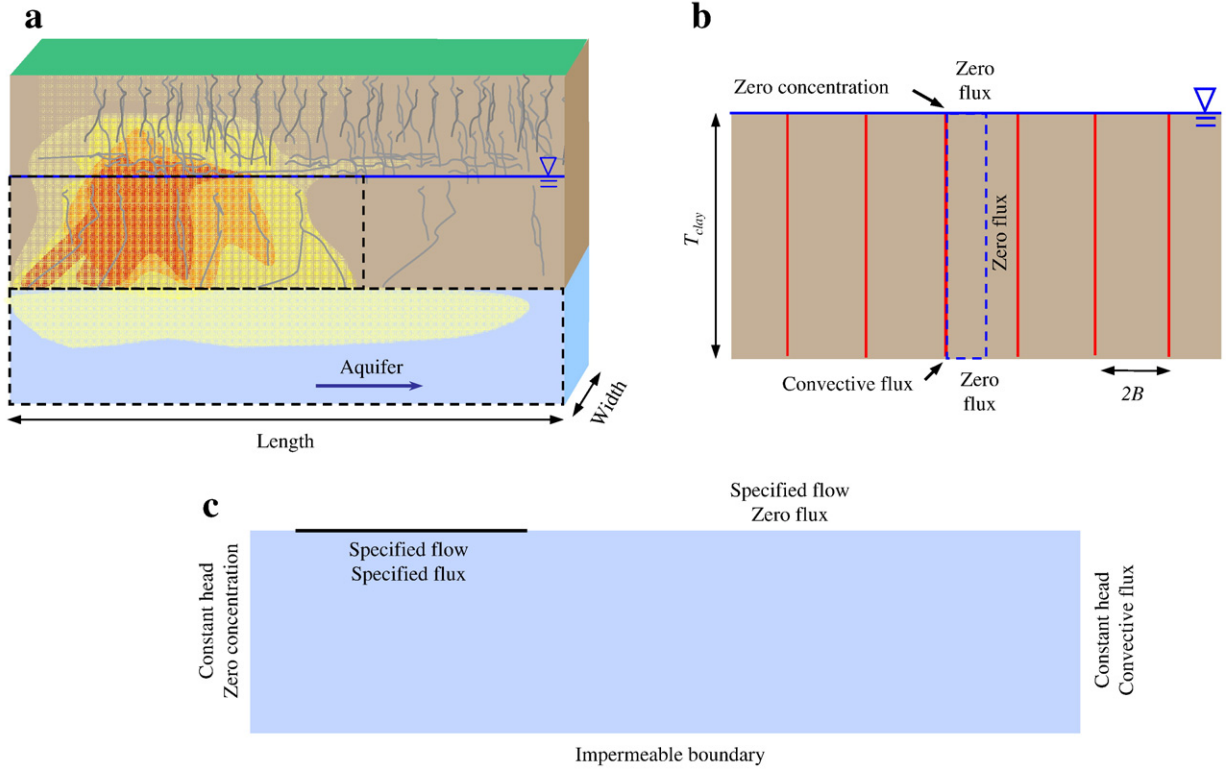 a
Aquifer
Width
Length
b
Zero concentration
Zero
flux
T_clay
Zero flux
Convective flux
Zero
flux
2B
c
Specified flow
Zero flux
Specified flow
Specified flux
Constant head
Zero concentration
Constant head
Convective flux
Impermeable boundary